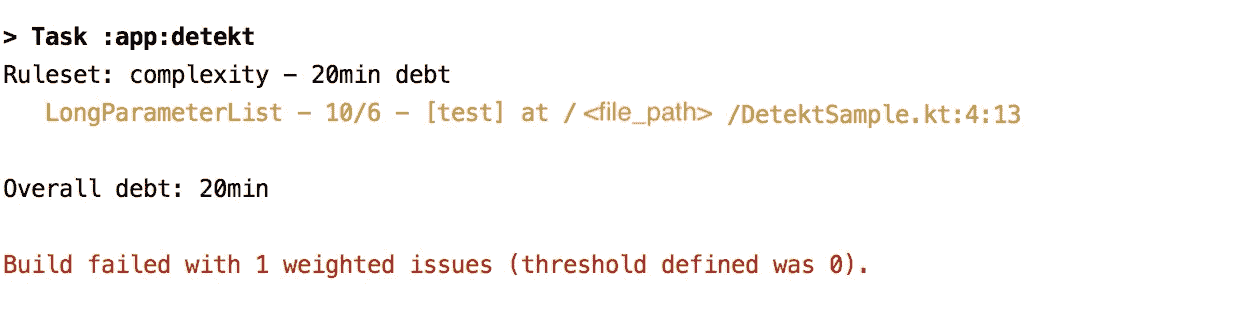 > Task :app:detekt
Ruleset: complexity – 20min debt
LongParameterList – 10/6 – [test] at /<file_path> /DetektSample.kt:4:13
Overall debt: 20min
Build failed with 1 weighted issues (threshold defined was 0).